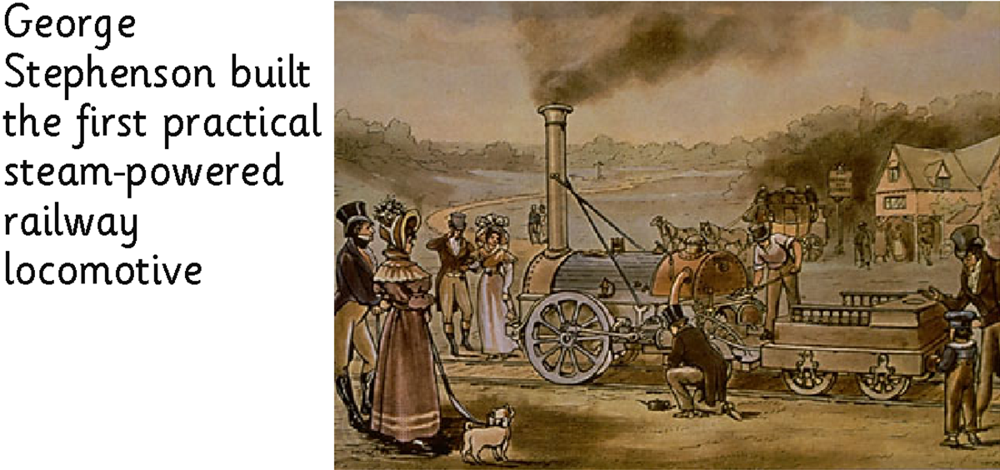 George
Stephenson built
the first practical
steam-powered
railway
locomotive